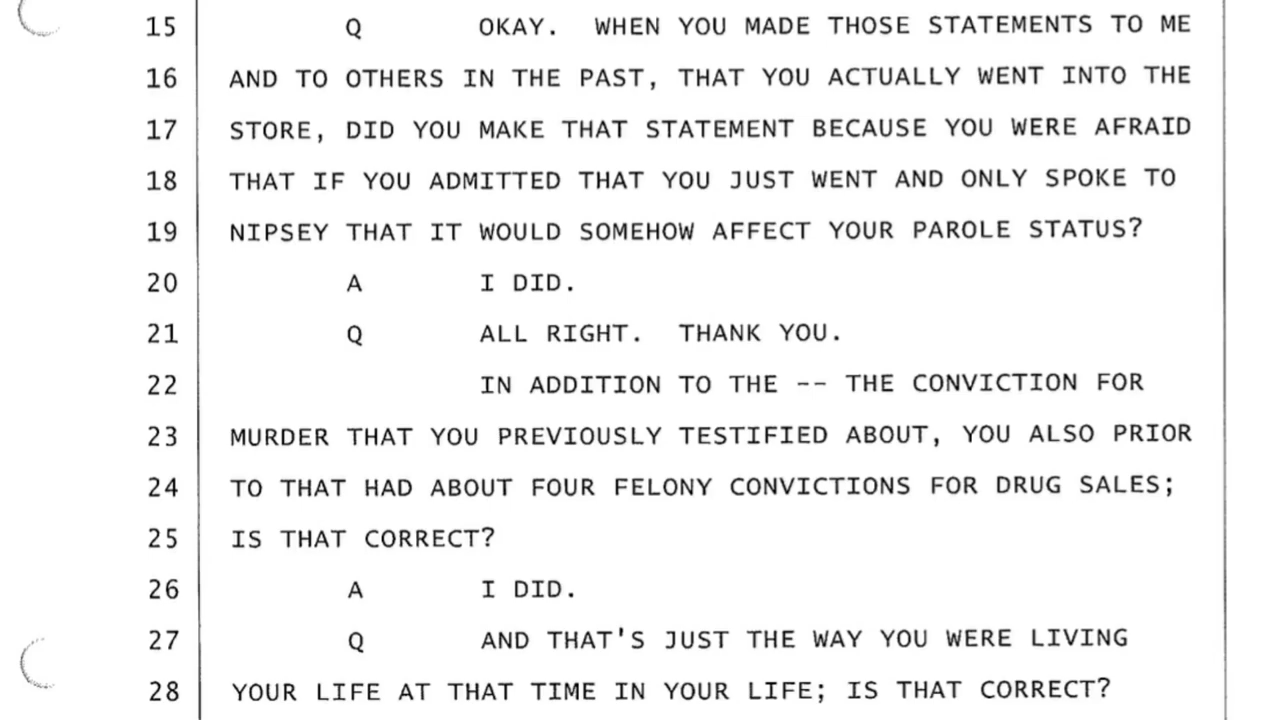 15 Q OKAY. WHEN YOU MADE THOSE STATEMENTS TO ME
16 AND TO OTHERS IN THE PAST, THAT YOU ACTUALLY WENT INTO THE
17 STORE, DID YOU MAKE THAT STATEMENT BECAUSE YOU WERE AFRAID
18 THAT IF YOU ADMITTED THAT YOU JUST WENT AND ONLY SPOKE TO
19 NIPSEY THAT IT WOULD SOMEHOW AFFECT YOUR PAROLE STATUS?
20 A I DID.
21 Q ALL RIGHT. THANK YOU.
22 IN ADDITION TO THE -- THE CONVICTION FOR
23 MURDER THAT YOU PREVIOUSLY TESTIFIED ABOUT, YOU ALSO PRIOR
24 TO THAT HAD ABOUT FOUR FELONY CONVICTIONS FOR DRUG SALES;
25 IS THAT CORRECT?
26 A I DID.
27 Q AND THAT'S JUST THE WAY YOU WERE LIVING
28 YOUR LIFE AT THAT TIME IN YOUR LIFE; IS THAT CORRECT?